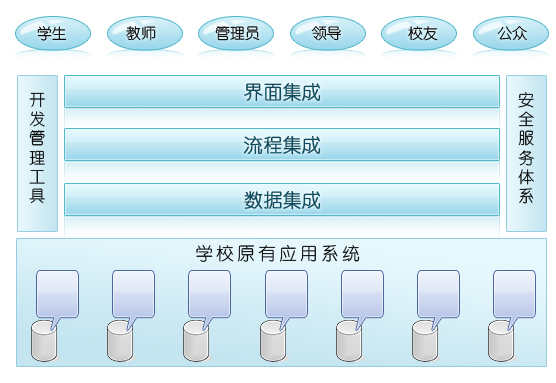 学生 教师 管理员 领导 校友 公众
开发管理工具
界面集成
流程集成
数据集成
安全服务体系
学校原有应用系统